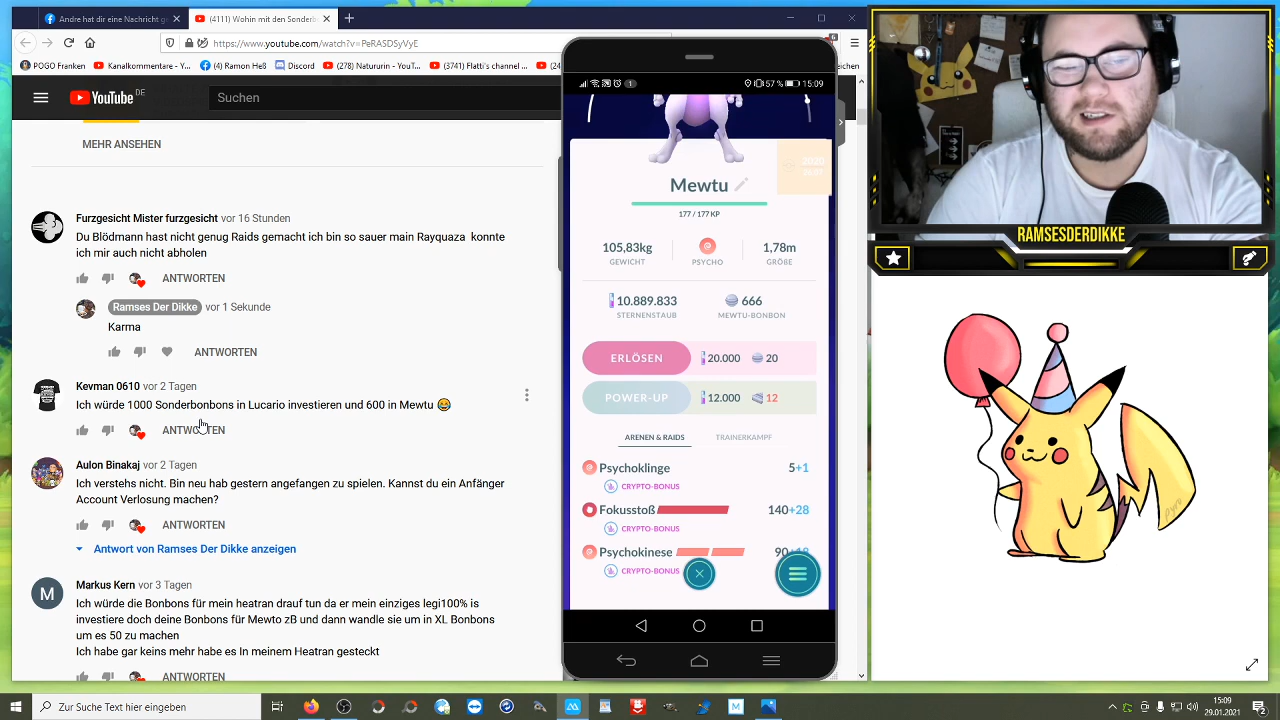 Andre hat dir eine Nachricht ge
(4111) Wohin mit den Sonderb
https://www.youtube.com/watch?v=PeRASDSyVyE
POGO Franken
Kanalkommentare - Yo
(4) Ramon Heß
Discord
(278) Naturuin - YouT
(3741) Flatti's channel
YouTube DE
Suchen
MEHR ANSEHEN
Furzgesicht Mister furzgesicht vor 16 Stunden
Du Blödmann hast nicht genug Raids gemacht ich bin so sauer main Rayquaza konnte
ich mir auch nicht abholen
ANTWORTEN
Ramses Der Dikke vor 1 Sekunde
Karma
ANTWORTEN
Kevman 0610 vor 2 Tagen
Ich würde 1000 Sonderbonbons in Lucario investieren und 600 in Mewtu 😂
ANTWORTEN
Aulon Binakaj vor 2 Tagen
Ich verstehs nicht. Bin neu hab gestern angefangen zu spielen. Kannst du ein Anfänger
Account Verlosung machen?
ANTWORTEN
Antwort von Ramses Der Dikke anzeigen
M
Markus Kern vor 3 Tagen
Ich würde die Bonbons für mein heatran drauf tun da er mein einziges legi100% is
investiere doch deine Bonbons für Mewto zB und dann wandle sie um in XL Bonbons
um es 50 zu machen
Ich habe gar keins mehr habe es In meinem Heatran gesteckt
ANTWORTEN
1
57 % 15:09
Mewtu
177 / 177 KP
105,83kg
GEWICHT
PSYCHO
1,78m
GRÖßE
10.889.833
STERNENSTAUB
666
MEWTU-BONBON
ERLÖSEN 20.000 20
POWER-UP 12.000 12
ARENEN & RAIDS
TRAINERKAMPF
Psychoklinge 5+1
CRYPTO-BONUS
Fokusstoß 140+28
CRYPTO-BONUS
Psychokinese 90
CRYPTO-BONUS
RAMSESDERDIKKE
Pyro
Zur Suche Text hier eingeben
15:09
29.01.2021
2